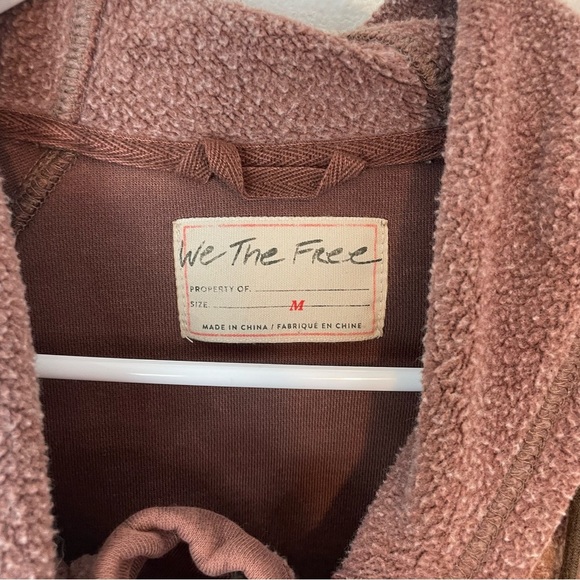 We The Free
PROPERTY OF.
SIZE M
MADE IN CHINA / FABRIQUÉ EN CHINE